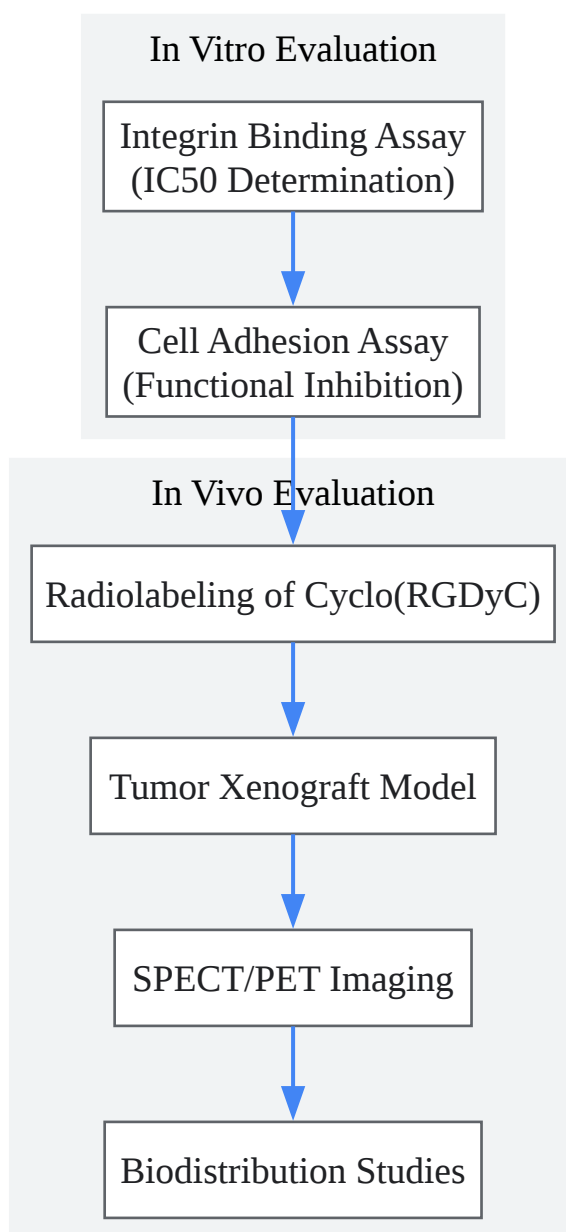 In Vitro Evaluation
Integrin Binding Assay
(IC50 Determination)
Cell Adhesion Assay
(Functional Inhibition)
In Vivo Evaluation
Radiolabeling of Cyclo(RGDyC)
Tumor Xenograft Model
SPECT/PET Imaging
Biodistribution Studies